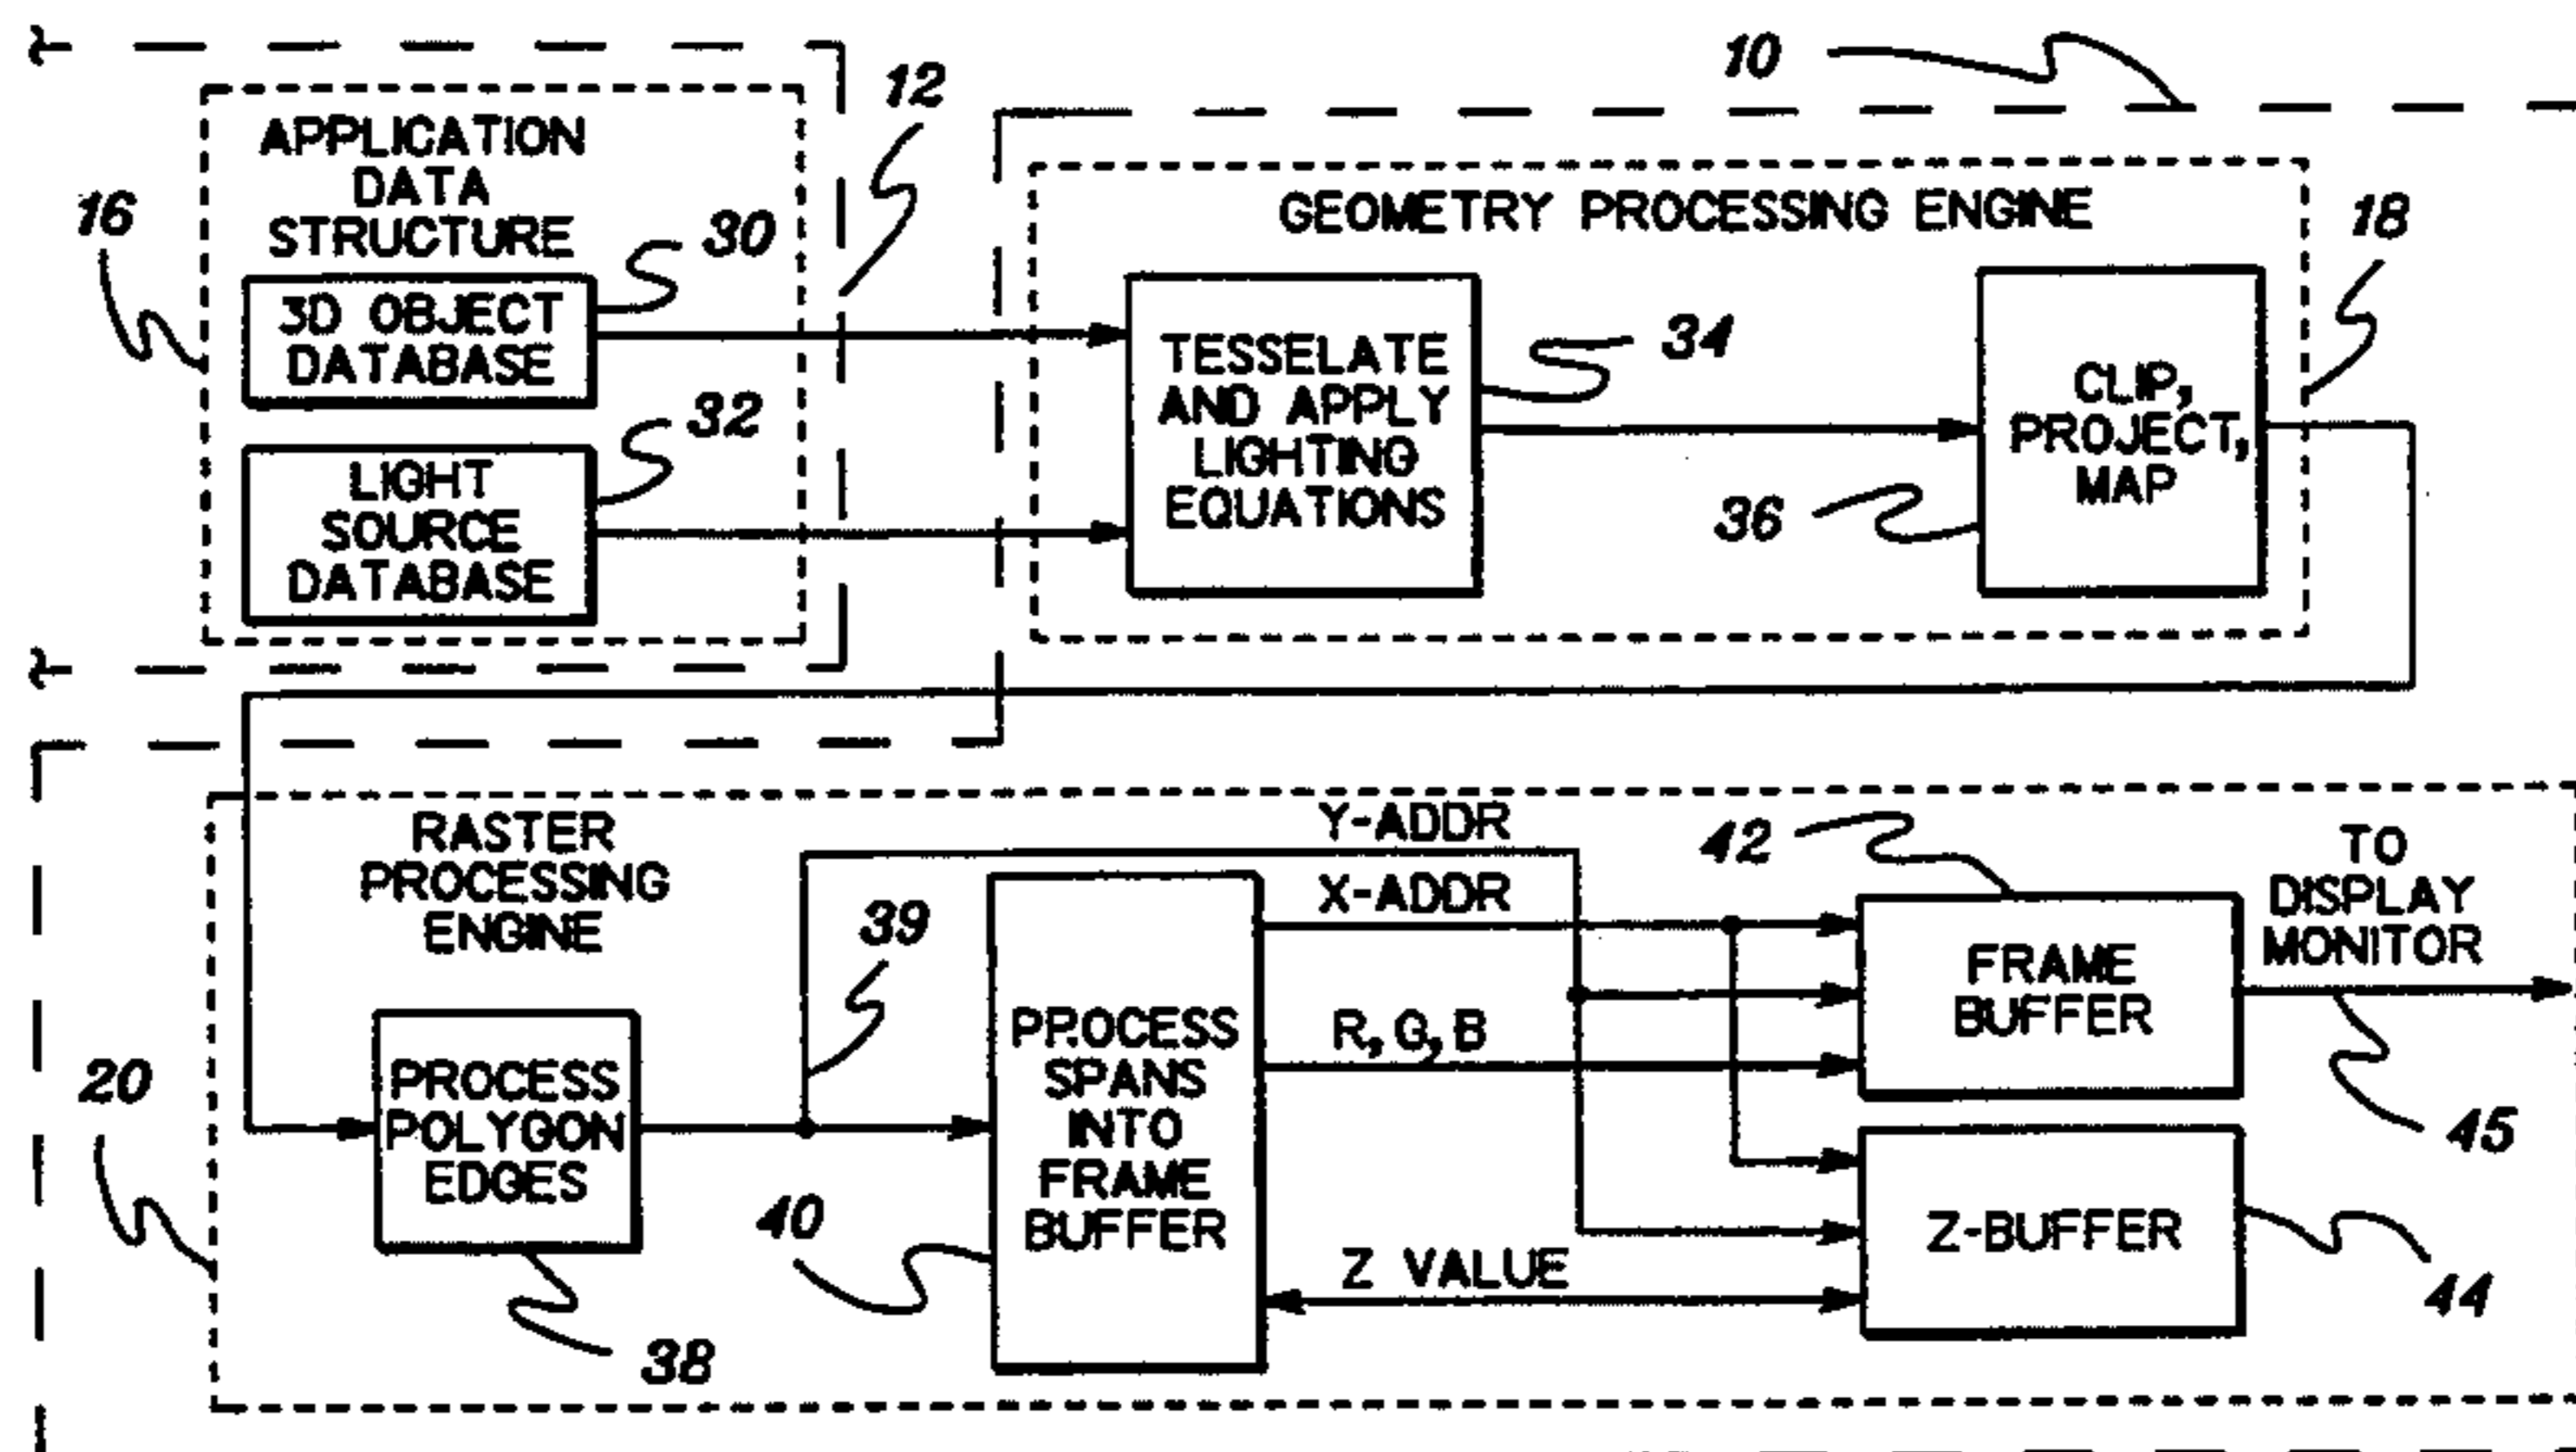 10
12
APPLICATION
DATA
STRUCTURE
16
30
3D OBJECT
DATABASE
32
LIGHT
SOURCE
DATABASE
GEOMETRY PROCESSING ENGINE
18
TESSELATE
AND APPLY
LIGHTING
EQUATIONS
34
CLIP,
PROJECT,
MAP
36
RASTER
PROCESSING
ENGINE
20
PROCESS
POLYGON
EDGES
38
39
PROCESS
SPANS
INTO
FRAME
BUFFER
40
Y-ADDR
X-ADDR
R, G, B
Z VALUE
42
FRAME
BUFFER
TO
DISPLAY
MONITOR
45
Z-BUFFER
44